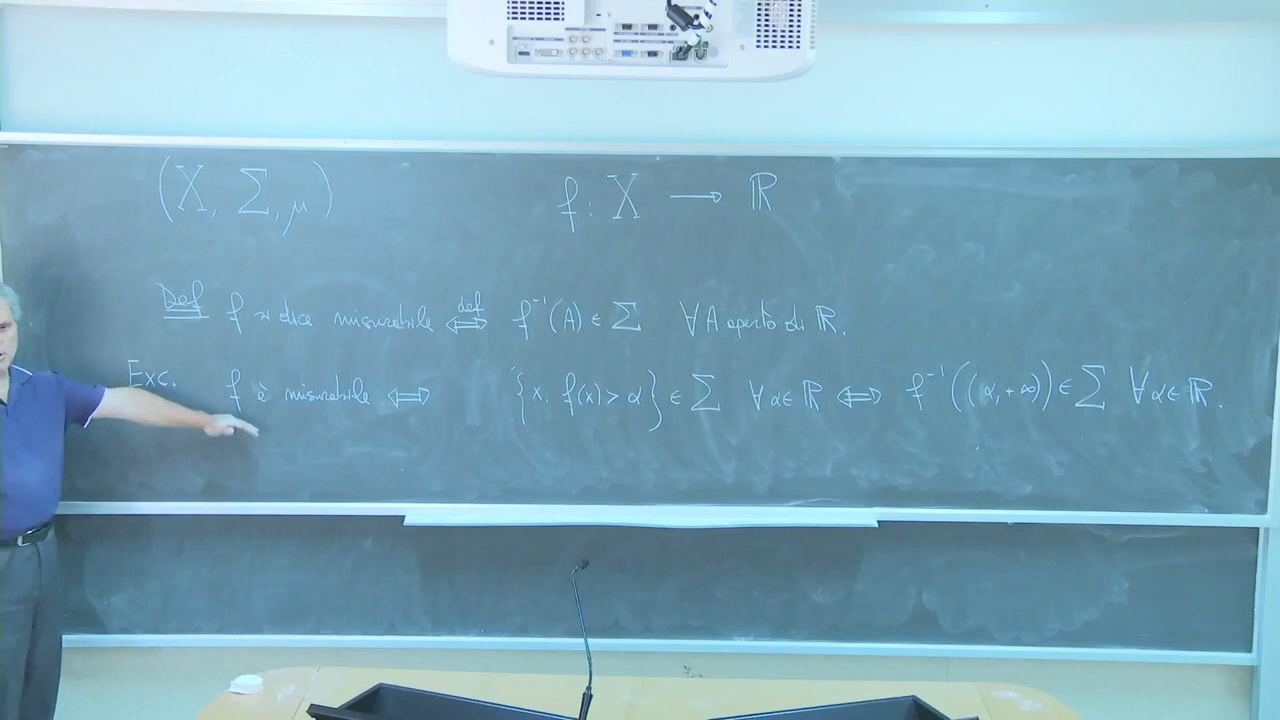 (X, Σ, μ) f: X → ℝ
Def f si dice misurabile ⇔ def f⁻¹(A) ∈ Σ ∀A aperto di ℝ.
Exc. f è misurabile ⇔ {x. f(x) > α} ∈ Σ ∀α∈ℝ ⇔ f⁻¹((α, +∞)) ∈ Σ ∀α∈ℝ.